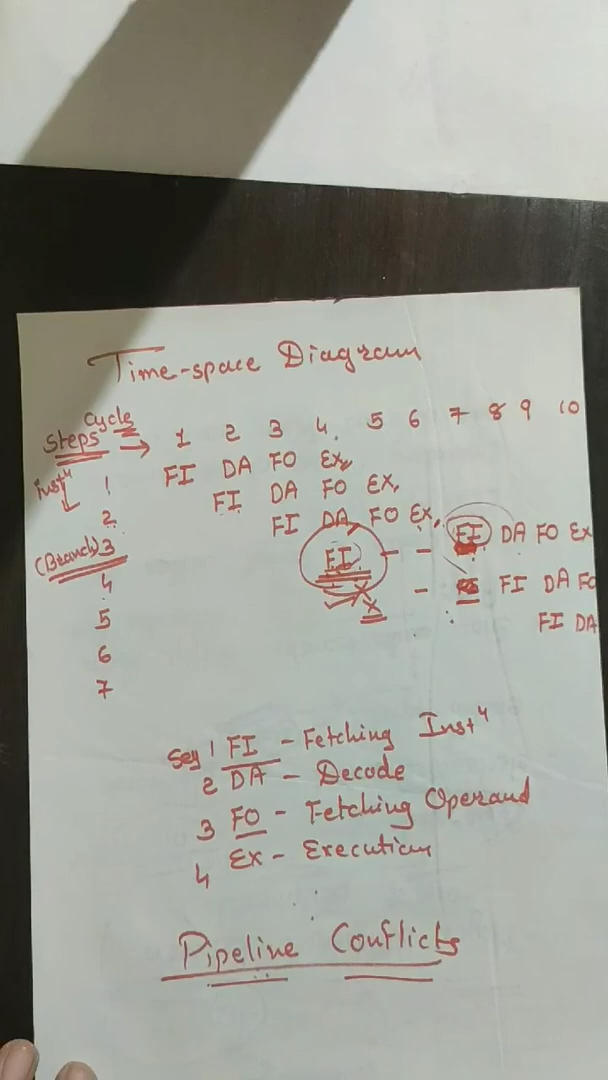 Time-space Diagram
Cycle
Steps → 1 2 3 4 5 6 7 8 9 10
Instⁿ 1 FI DA FO EX
2 FI DA FO EX
(Branch) 3 FI DA FO EX
4 FI - - FI DA FO EX
5 X - FI DA FO
6 FI DA
7
Seg 1 FI - Fetching Instⁿ
2 DA - Decode
3 FO - Fetching Operand
4 EX - Execution
Pipeline Conflicts